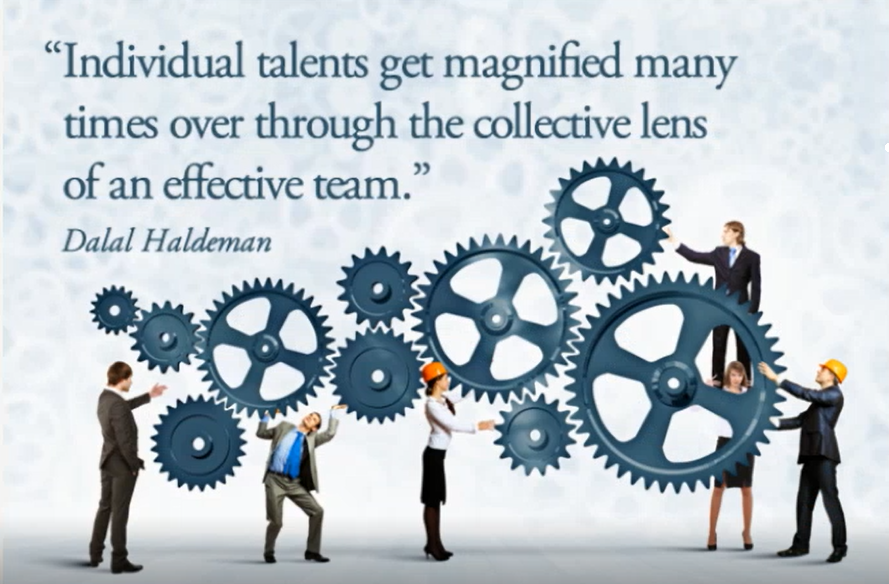 “Individual talents get magnified many
times over through the collective lens
of an effective team.”
Dalal Haldeman